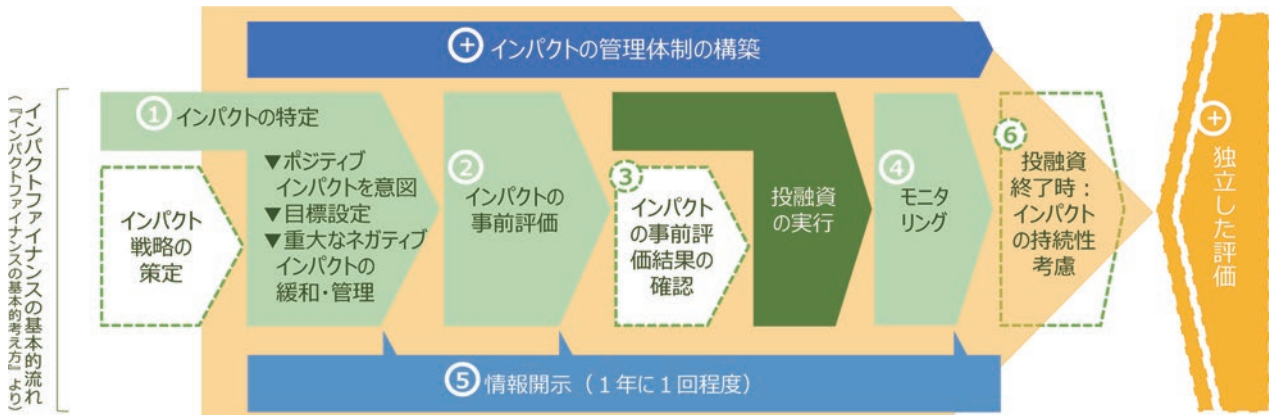 ＋ インパクトの管理体制の構築
インパクトファイナンスの基本的流れ
（『インパクトファイナンスの基本的考え方』より）
① インパクトの特定
インパクト
戦略の
策定
▼ポジティブ
インパクトを意図
▼目標設定
▼重大なネガティブ
インパクトの
緩和・管理
②
インパクトの
事前評価
③
インパクト
の事前評
価結果の
確認
投融資
の実行
④
モニタ
リング
⑥
投融資
終了時：
インパクト
の持続性
考慮
＋ 独立した評価
⑤ 情報開示（１年に１回程度）